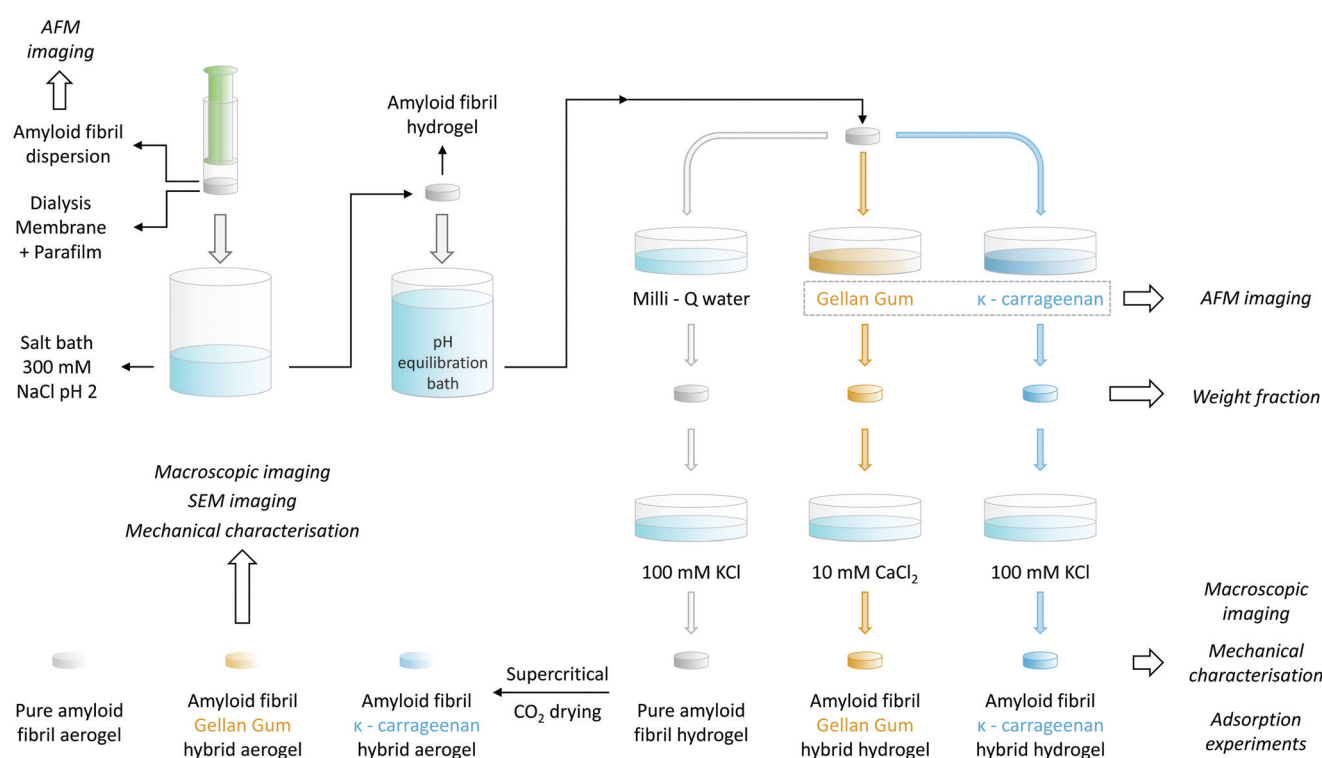 AFM
imaging
Amyloid fibril
dispersion
Dialysis
Membrane
+ Parafilm
Salt bath
300 mM
NaCl pH 2
Amyloid fibril
hydrogel
pH
equilibration
bath
Milli - Q water
Gellan Gum
κ - carrageenan
AFM imaging
Weight fraction
100 mM KCl
10 mM CaCl₂
100 mM KCl
Macroscopic imaging
SEM imaging
Mechanical characterisation
Macroscopic
imaging
Mechanical
characterisation
Adsorption
experiments
Pure amyloid
fibril aerogel
Amyloid fibril
Gellan Gum
hybrid aerogel
Amyloid fibril
κ - carrageenan
hybrid aerogel
Supercritical
CO₂ drying
Pure amyloid
fibril hydrogel
Amyloid fibril
Gellan Gum
hybrid hydrogel
Amyloid fibril
κ - carrageenan
hybrid hydrogel